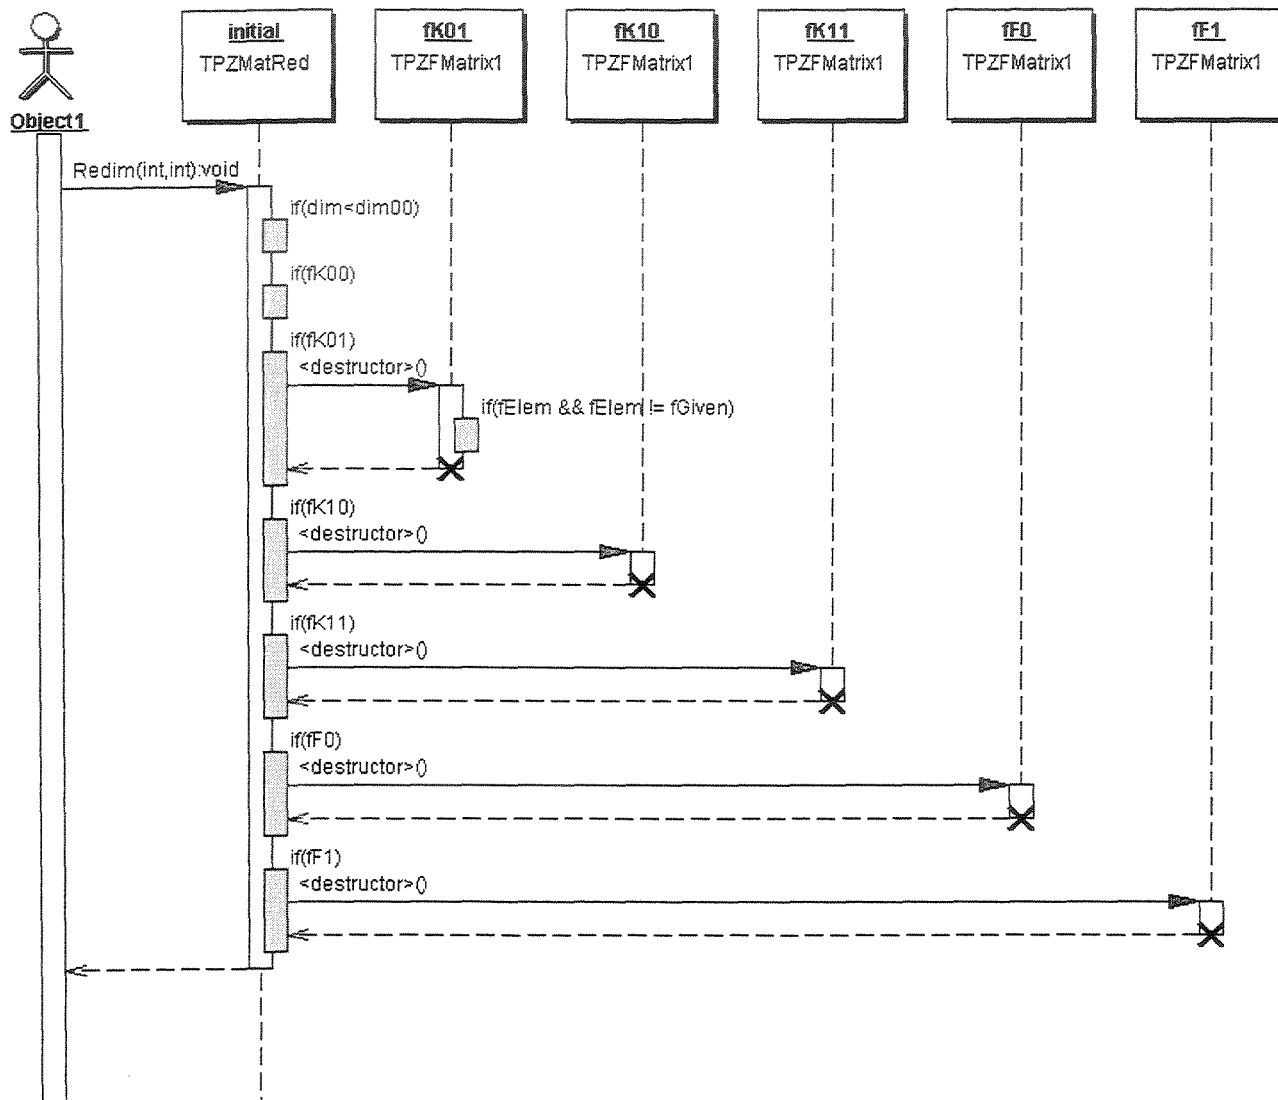 Object1
initial
TPZMatRed
fK01
TPZFMatrix1
fK10
TPZFMatrix1
fK11
TPZFMatrix1
fF0
TPZFMatrix1
fF1
TPZFMatrix1
Redim(int,int):void
if(dim<dim00)
if(fK00)
if(fK01)
<destructor>()
if(fElem && fElem != fGiven)
if(fK10)
<destructor>()
if(fK11)
<destructor>()
if(fF0)
<destructor>()
if(fF1)
<destructor>()